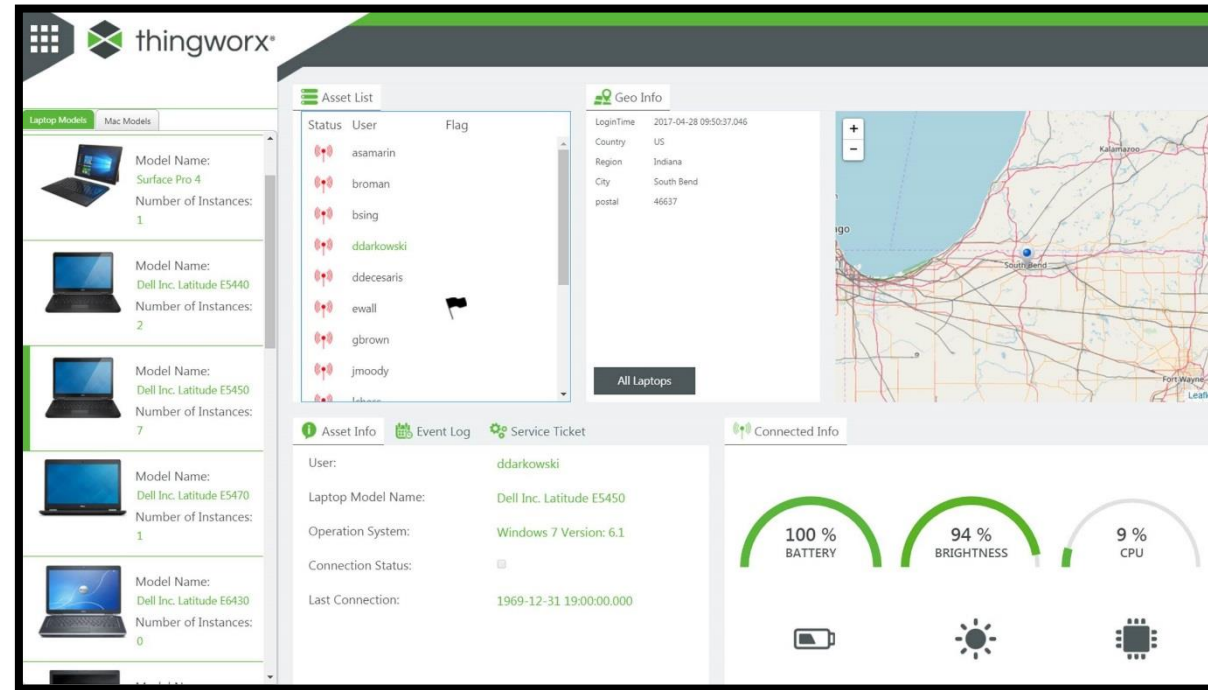 thingworx®
Laptop Models Mac Models
Model Name:
Surface Pro 4
Number of Instances:
1
Model Name:
Dell Inc. Latitude E5440
Number of Instances:
2
Model Name:
Dell Inc. Latitude E5450
Number of Instances:
7
Model Name:
Dell Inc. Latitude E5470
Number of Instances:
1
Model Name:
Dell Inc. Latitude E6430
Number of Instances:
0
Asset List
Status User Flag
asamarin
broman
bsing
ddarkowski
ddecesaris
ewall
gbrown
jmoody
Geo Info
LoginTime 2017-04-28 09:50:37.046
Country US
Region Indiana
City South Bend
postal 46637
All Laptops
+
−
Kalamazoo
ago
South Bend
Fort Wayne
Leafl
Asset Info Event Log Service Ticket
User: ddarkowski
Laptop Model Name: Dell Inc. Latitude E5450
Operation System: Windows 7 Version: 6.1
Connection Status:
Last Connection: 1969-12-31 19:00:00.000
Connected Info
100 %
BATTERY
94 %
BRIGHTNESS
9 %
CPU